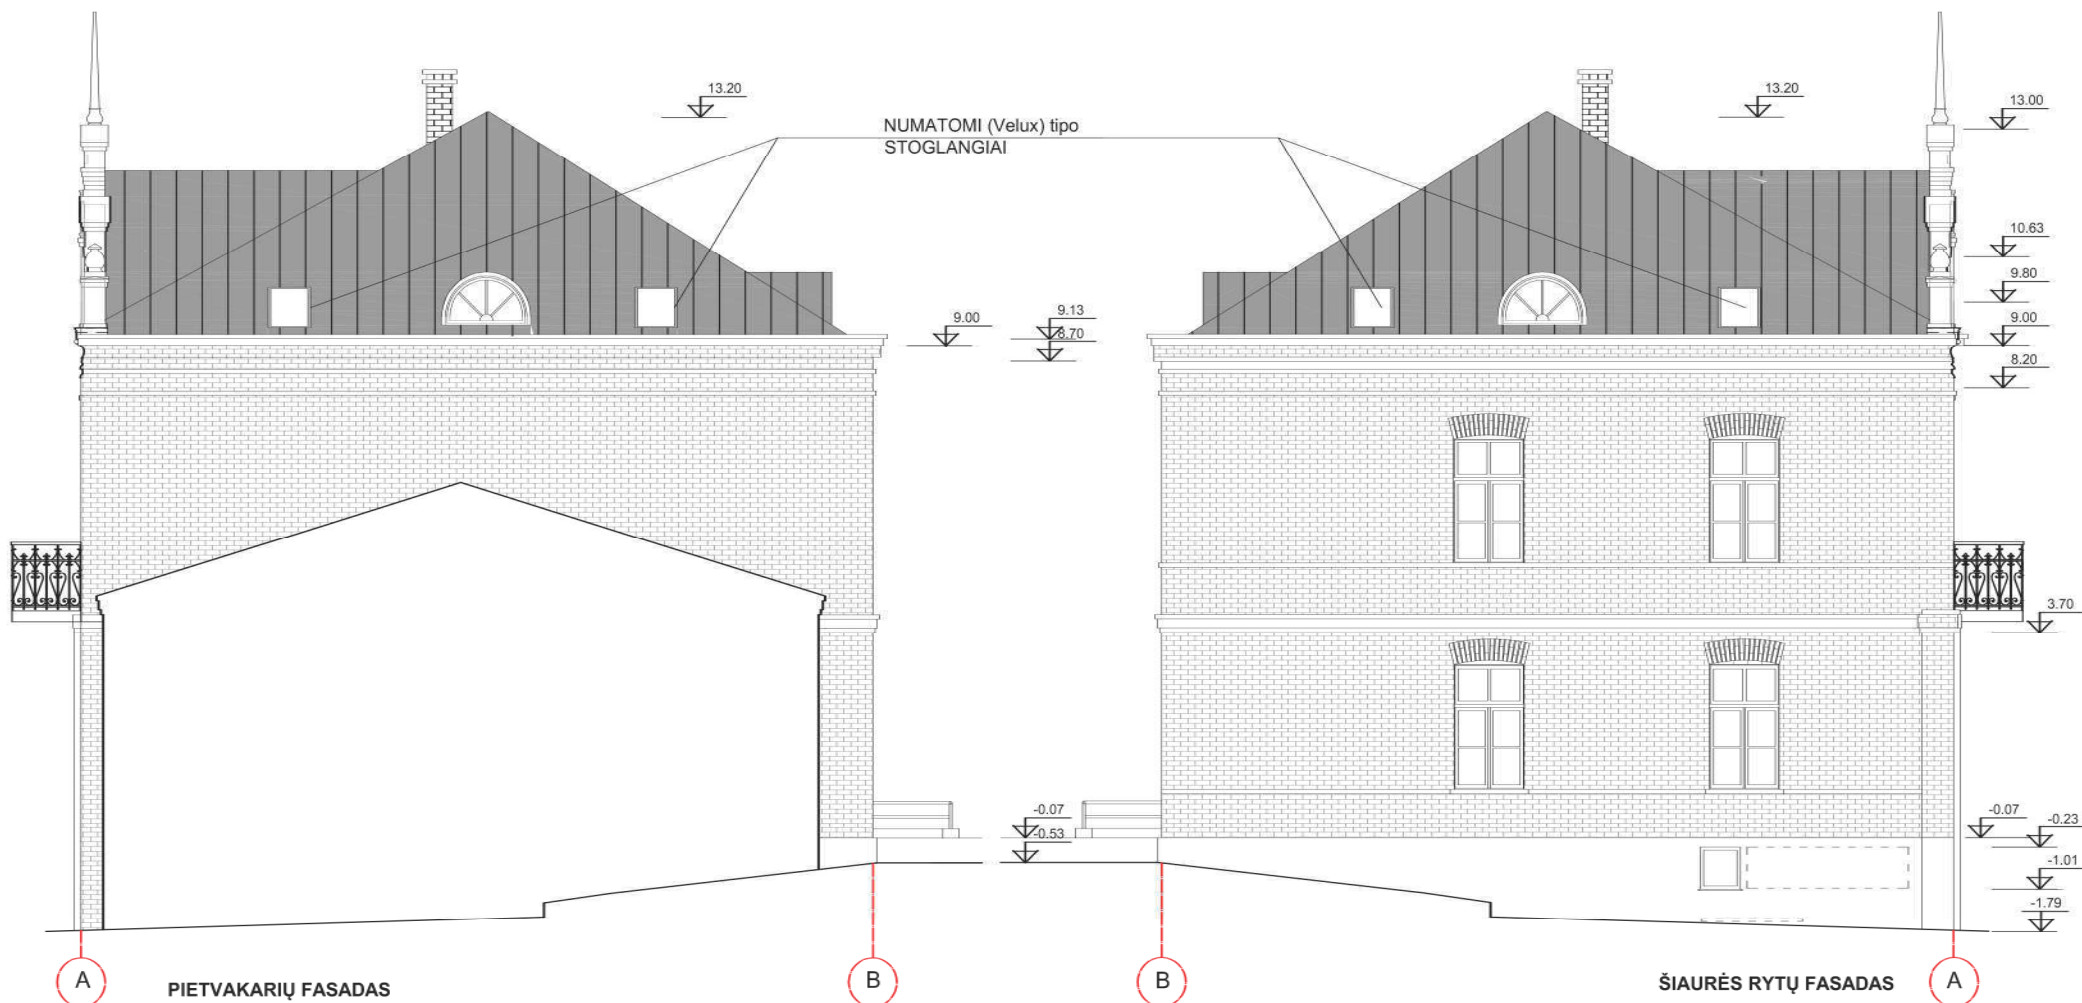 13.20
13.20
13.00
NUMATOMI (Velux) tipo
STOGLANGIAI
10.63
9.80
9.00
9.13
8.70
9.00
8.20
3.70
-0.07
-0.53
-0.07
-0.23
-1.01
-1.79
A
B
B
A
PIETVAKARIŲ FASADAS
ŠIAURĖS RYTŲ FASADAS